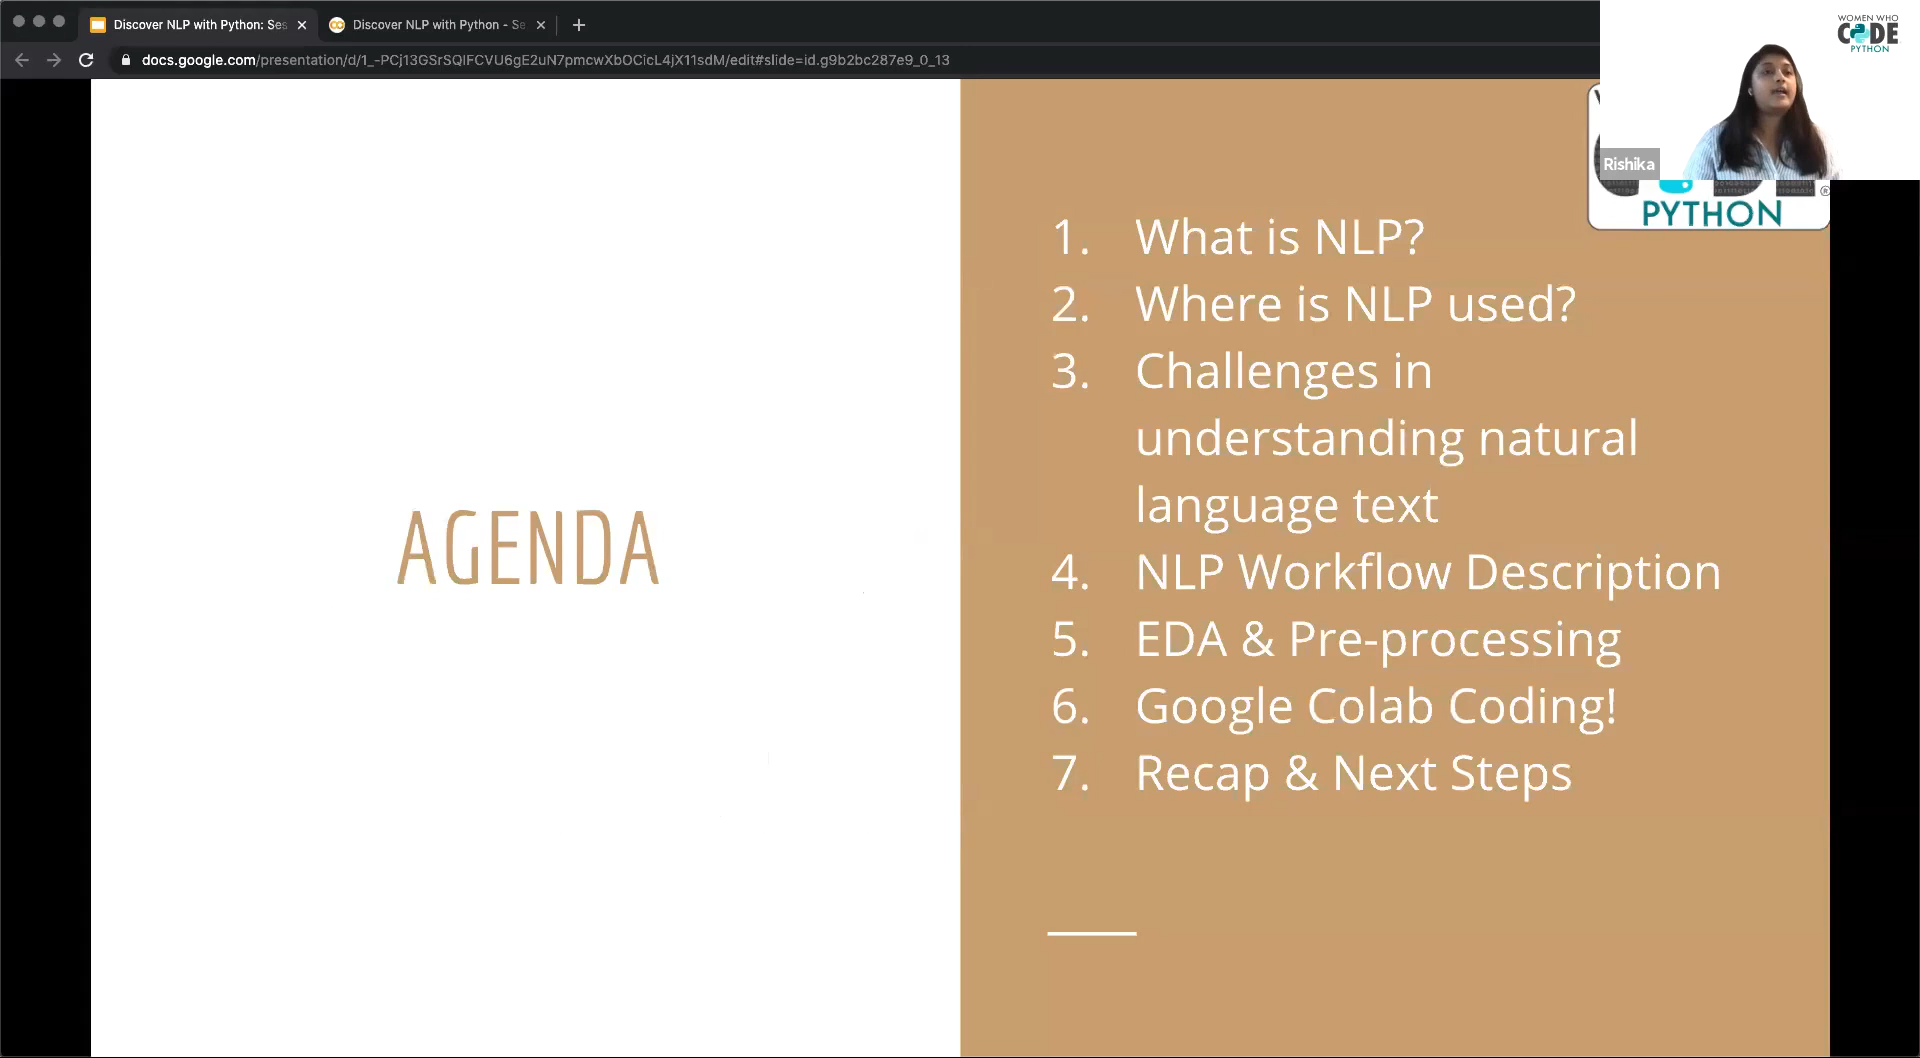 Discover NLP with Python: Ses
Discover NLP with Python - Se
docs.google.com/presentation/d/1_-PCj13GSrSQlFCVU6gE2uN7pmcwXbOCicL4jX11sdM/edit#slide=id.g9b2bc287e9_0_13
WOMEN WHO
CODE
PYTHON
Rishika
PYTHON
AGENDA
1. What is NLP?
2. Where is NLP used?
3. Challenges in
understanding natural
language text
4. NLP Workflow Description
5. EDA & Pre-processing
6. Google Colab Coding!
7. Recap & Next Steps